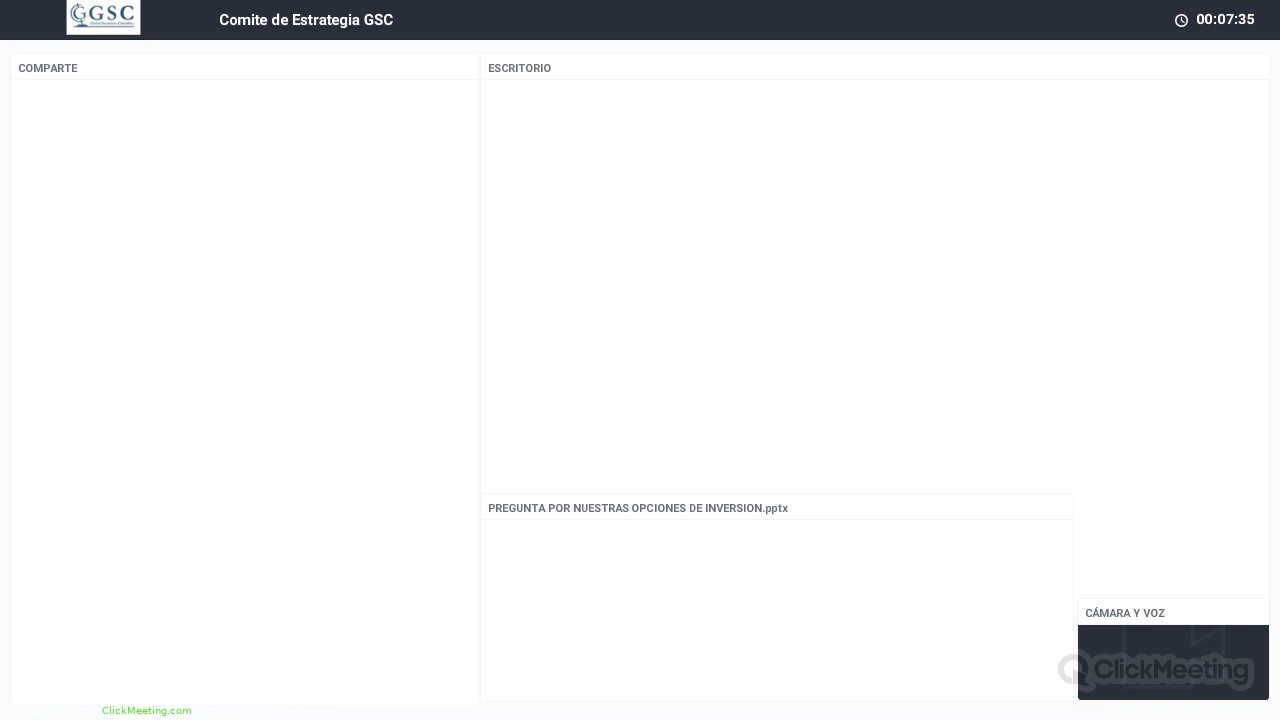 GSC
Comite de Estrategia GSC
00:07:35
COMPARTE
ESCRITORIO
PREGUNTA POR NUESTRAS OPCIONES DE INVERSION.pptx
CÁMARA Y VOZ
ClickMeeting
ClickMeeting.com